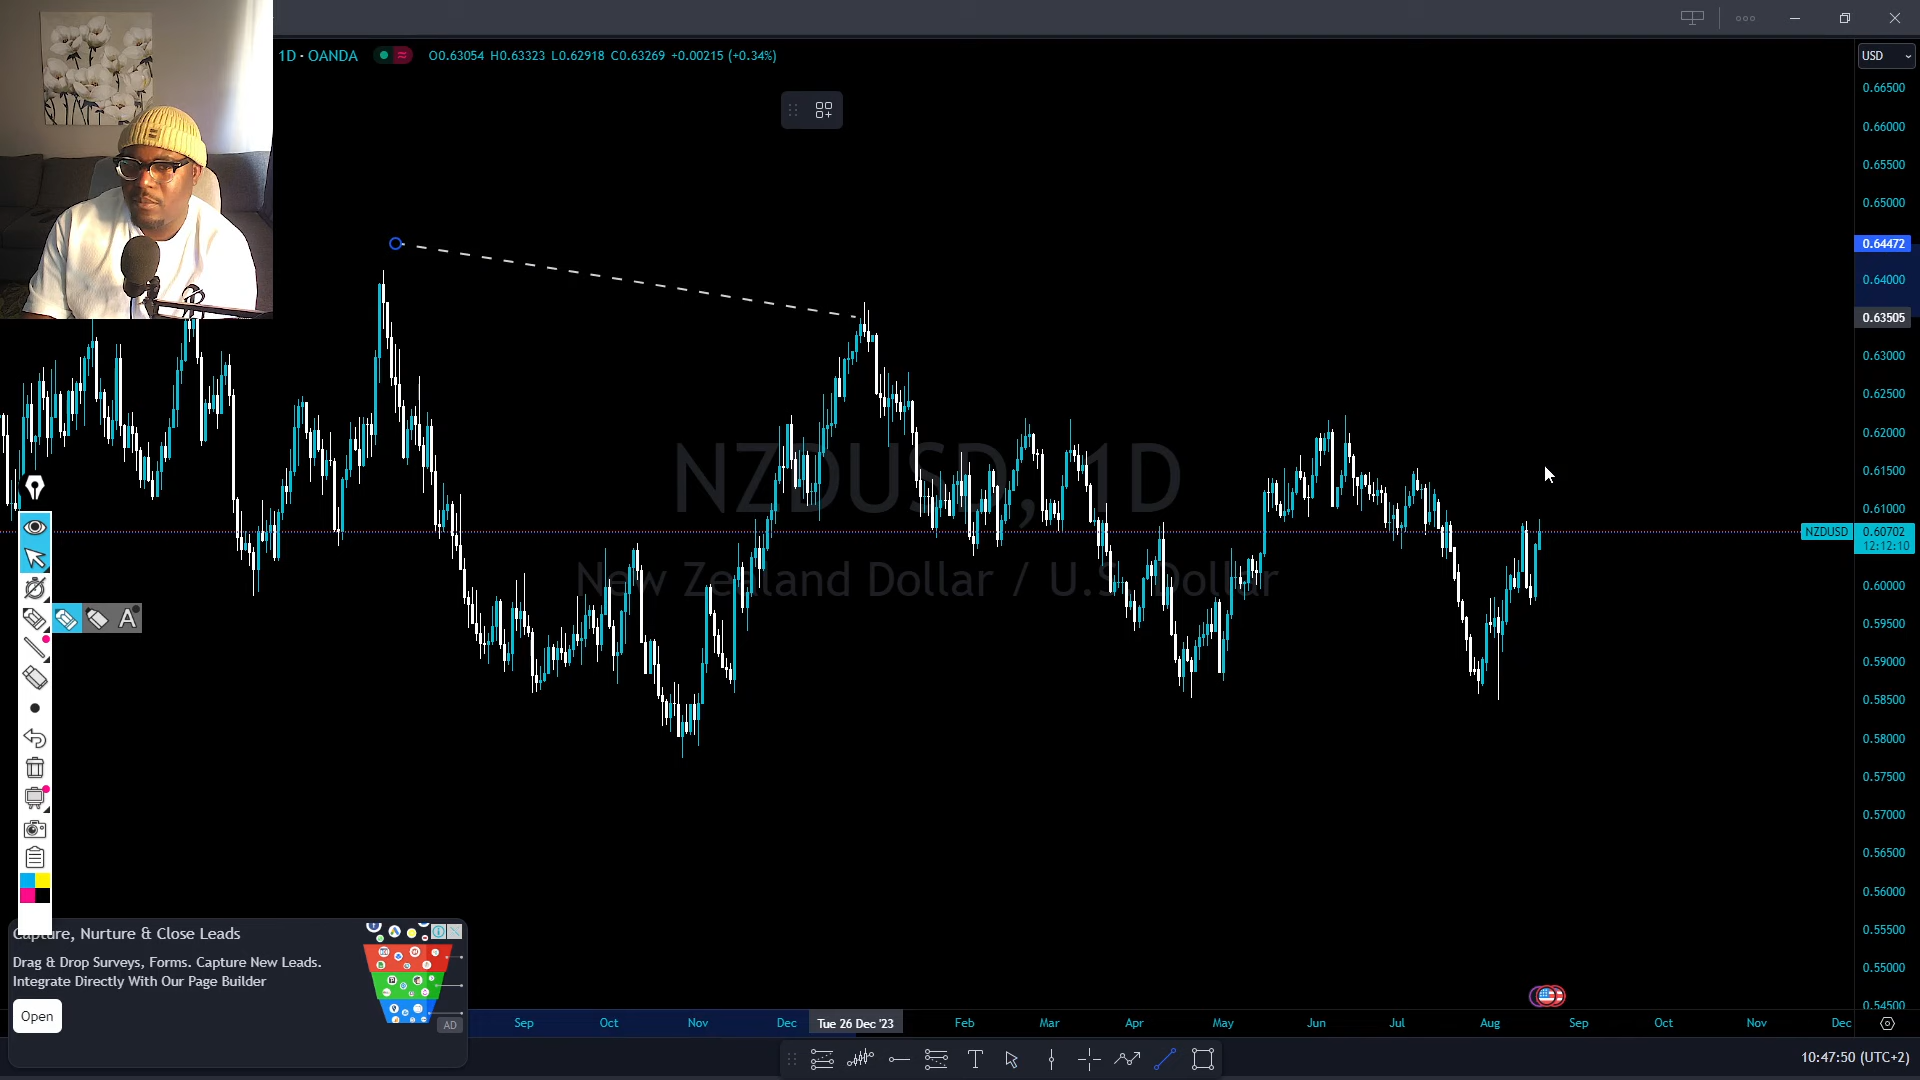 1D · OANDA O0.63054 H0.63323 L0.62918 C0.63269 +0.00215 (+0.34%)
USD
0.66500
0.66000
0.65500
0.65000
0.64472
0.64000
0.63505
0.63000
0.62500
0.62000
0.61500
0.61000
NZDUSD 0.60702
12:12:10
0.60000
0.59500
0.59000
0.58500
0.58000
0.57500
0.57000
0.56500
0.56000
0.55500
0.55000
0.54500
NZDUSD, 1D
New Zealand Dollar / U.S. Dollar
A
Capture, Nurture & Close Leads
Drag & Drop Surveys, Forms. Capture New Leads.
Integrate Directly With Our Page Builder
Open
AD
Sep Oct Nov Dec Tue 26 Dec '23 Feb Mar Apr May Jun Jul Aug Sep Oct Nov Dec
T
10:47:50 (UTC+2)